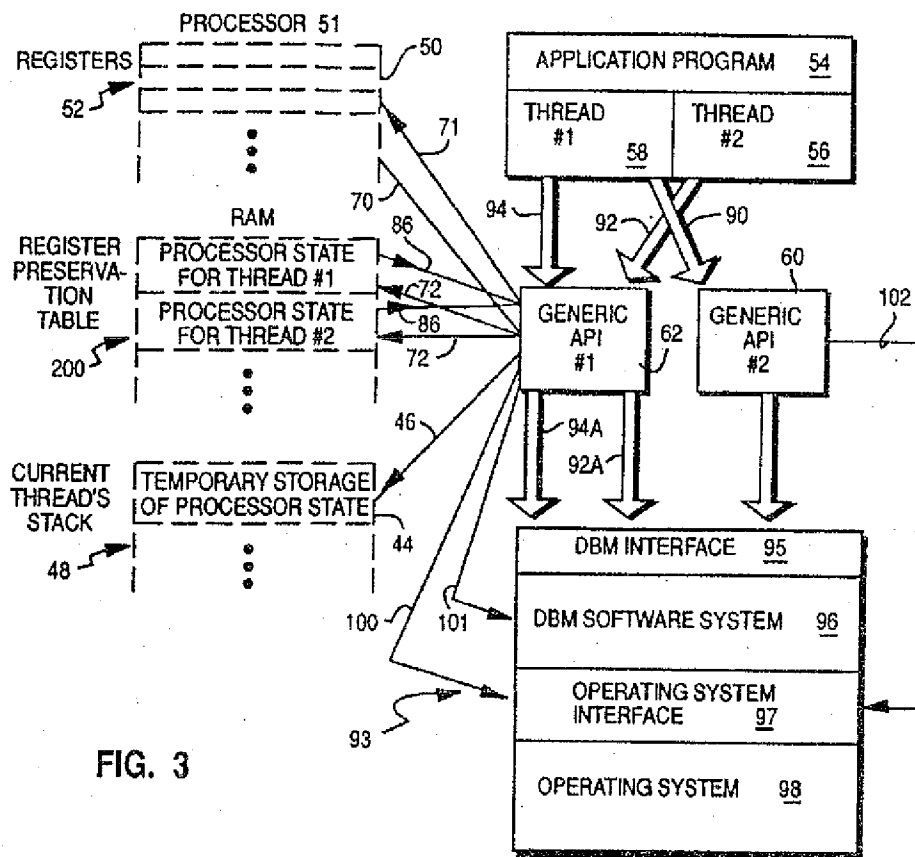 PROCESSOR 51
REGISTERS
52
50
71
70
RAM
REGISTER
PRESERVA-
TION
TABLE
200
PROCESSOR STATE
FOR THREAD #1
PROCESSOR STATE
FOR THREAD #2
86
72
86
72
46
CURRENT
THREAD'S
STACK
48
TEMPORARY STORAGE
OF PROCESSOR STATE
44
100
101
93
APPLICATION PROGRAM 54
THREAD
#1
58
THREAD
#2
56
94
92
90
60
102
GENERIC
API
#1
62
GENERIC
API
#2
94A
92A
DBM INTERFACE 95
DBM SOFTWARE SYSTEM 96
OPERATING SYSTEM
INTERFACE 97
OPERATING SYSTEM 98
FIG. 3